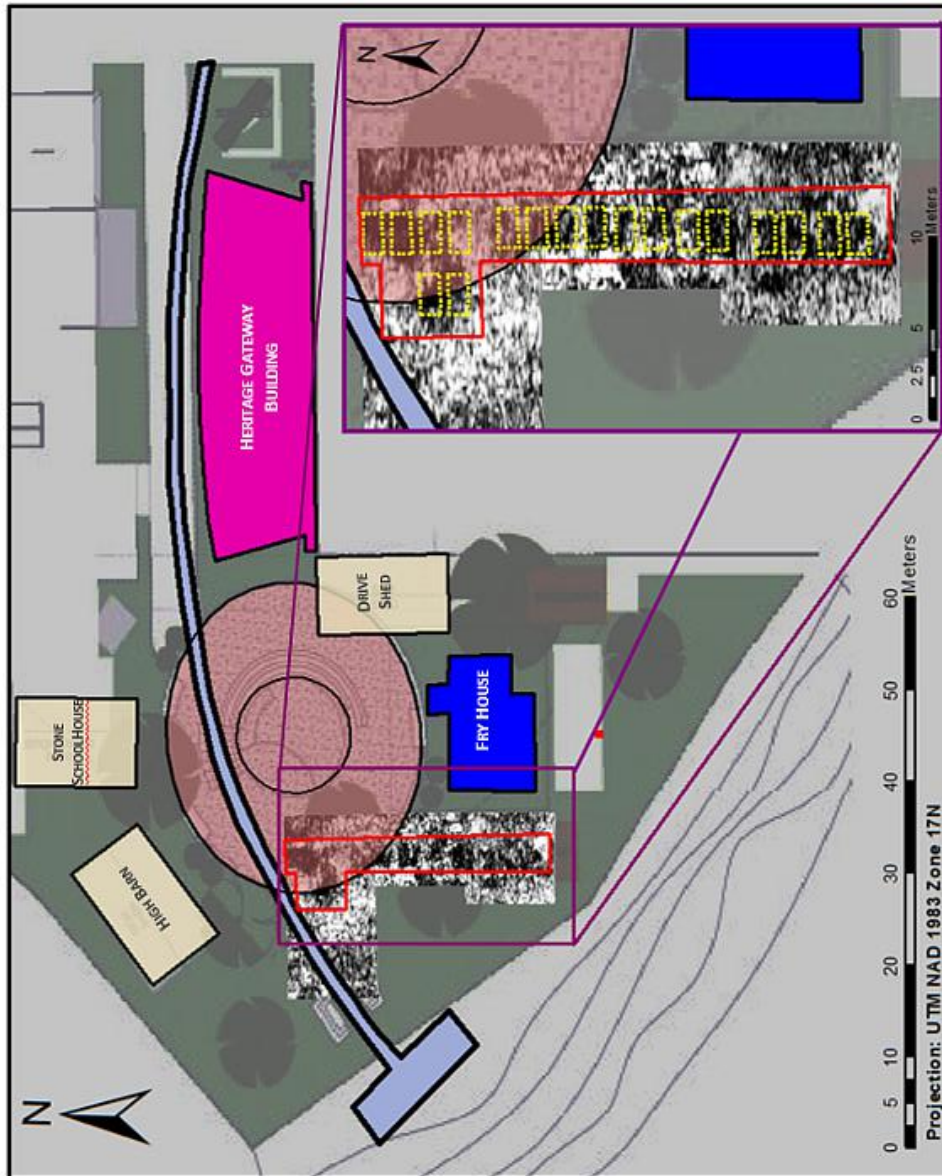 N
HERITAGE GATEWAY
BUILDING
STONE
SCHOOLHOUSE
HIGH BARN
DRIVE
SHED
FRY HOUSE
N
0 2.5 5 10
Meters
0 5 10 20 30 40 50 60
Meters
Projection: UTM NAD 1983 Zone 17N